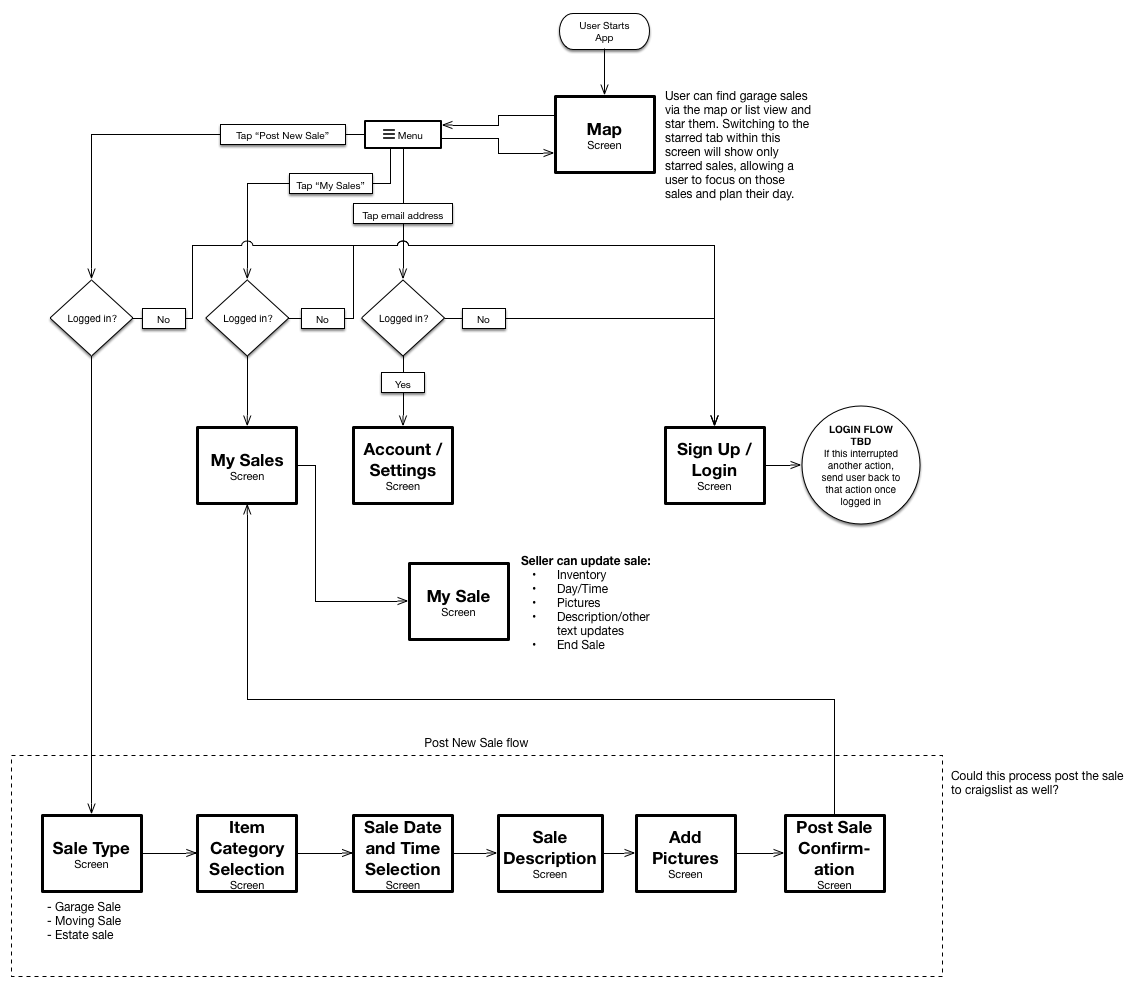 User Starts
App
Map
Screen
User can find garage sales
via the map or list view and
star them. Switching to the
starred tab within this
screen will show only
starred sales, allowing a
user to focus on those
sales and plan their day.
Menu
Tap “Post New Sale”
Tap “My Sales”
Tap email address
Logged in?
No
Logged in?
No
Logged in?
No
Yes
My Sales
Screen
Account /
Settings
Screen
Sign Up /
Login
Screen
LOGIN FLOW
TBD
If this interrupted
another action,
send user back to
that action once
logged in
My Sale
Screen
Seller can update sale:
• Inventory
• Day/Time
• Pictures
• Description/other
text updates
• End Sale
Post New Sale flow
Could this process post the sale
to craigslist as well?
Sale Type
Screen
Item
Category
Selection
Screen
Sale Date
and Time
Selection
Screen
Sale
Description
Screen
Add
Pictures
Screen
Post Sale
Confirm-
ation
Screen
- Garage Sale
- Moving Sale
- Estate sale